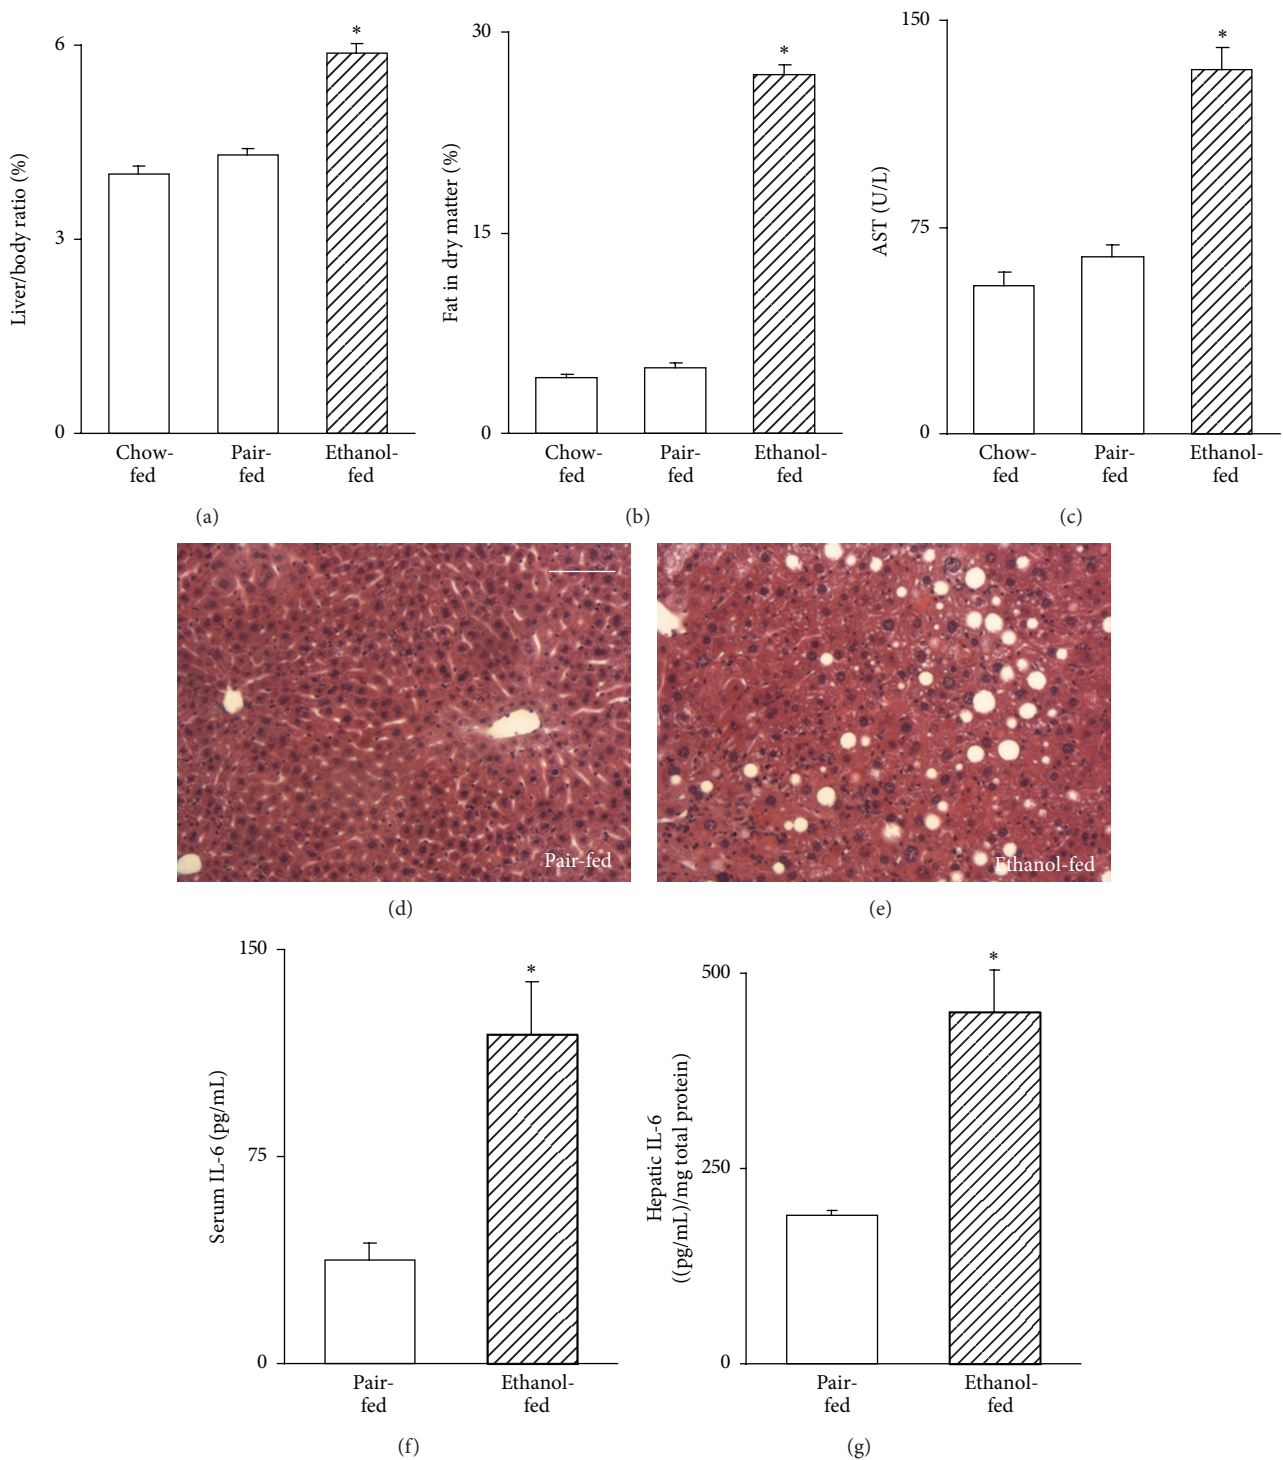 Liver/body ratio (%)
6
3
0
*
Chow-
fed
Pair-
fed
Ethanol-
fed
(a)
Fat in dry matter (%)
30
15
0
*
Chow-
fed
Pair-
fed
Ethanol-
fed
(b)
AST (U/L)
150
75
0
*
Chow-
fed
Pair-
fed
Ethanol-
fed
(c)
Pair-fed
(d)
Ethanol-fed
(e)
Serum IL-6 (pg/mL)
150
75
0
*
Pair-
fed
Ethanol-
fed
(f)
Hepatic IL-6
((pg/mL)/mg total protein)
500
250
0
*
Pair-
fed
Ethanol-
fed
(g)